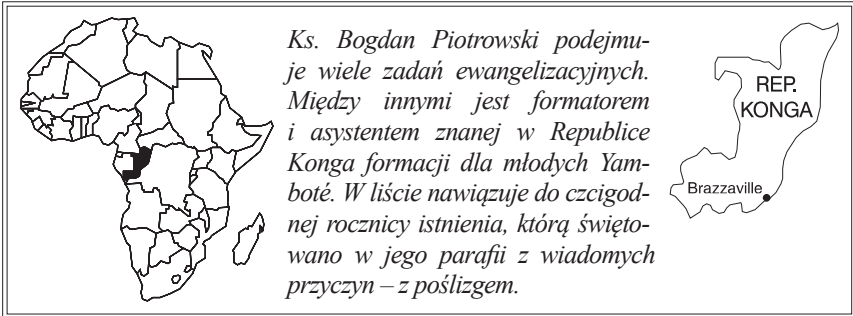 Ks. Bogdan Piotrowski podejmu-
je wiele zadań ewangelizacyjnych.
Między innymi jest formatorem
i asystentem znanej w Republice
Konga formacji dla młodych Yam-
boté. W liście nawiązuje do czcigod-
nej rocznicy istnienia, którą święto-
wano w jego parafii z wiadomych
przyczyn – z poślizgem.
REP.
KONGA
Brazzaville